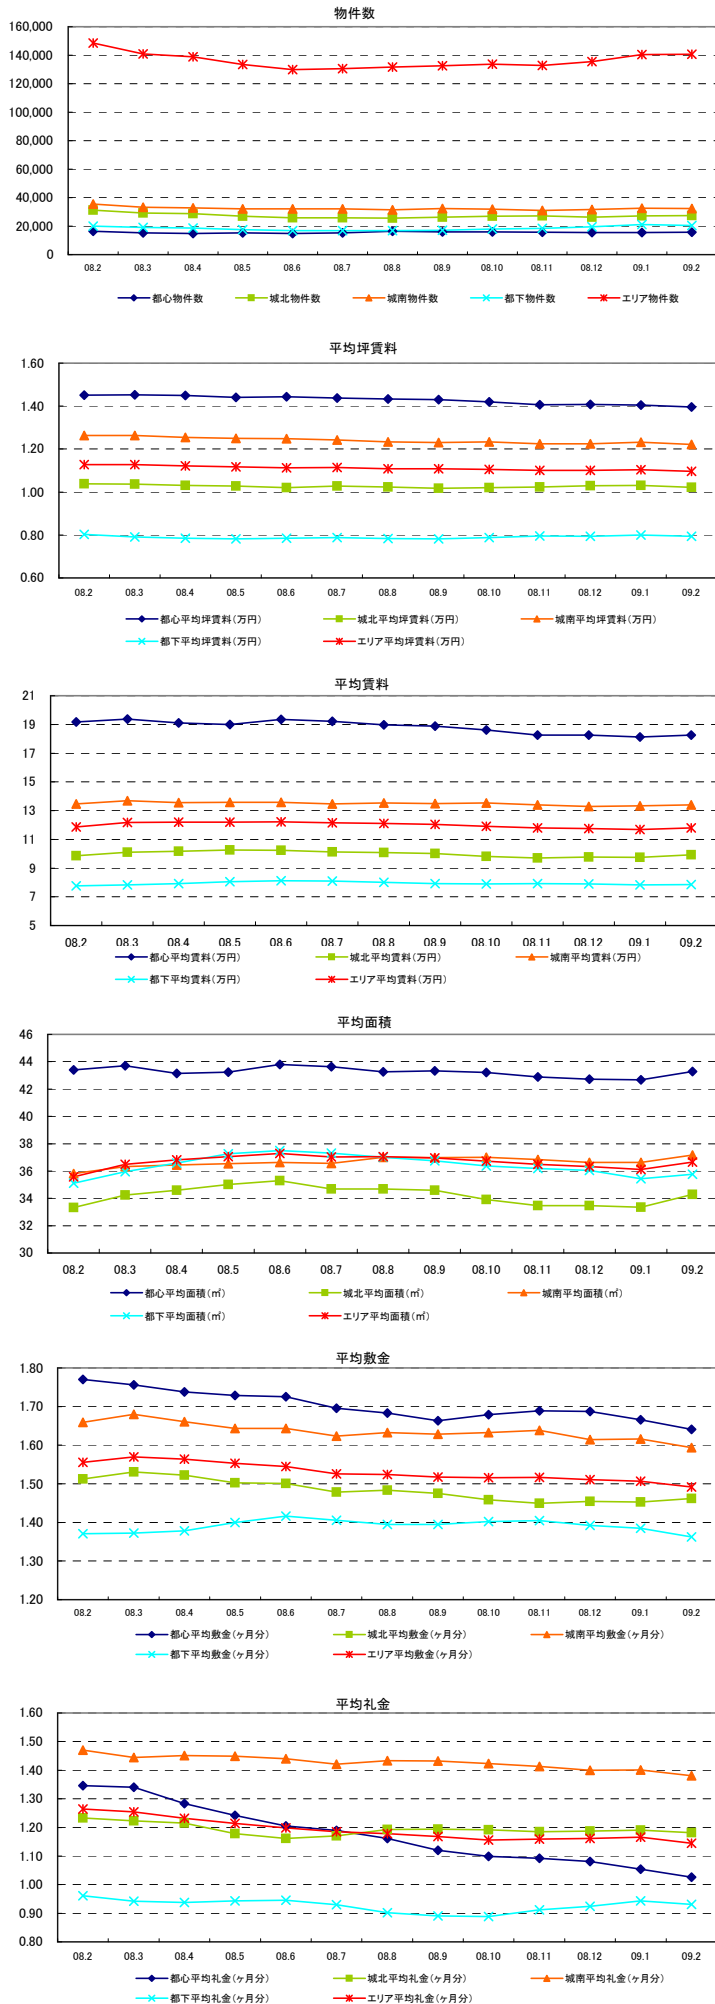 物件数
160,000
140,000
120,000
100,000
80,000
60,000
40,000
20,000
0
08.2 08.3 08.4 08.5 08.6 08.7 08.8 08.9 08.10 08.11 08.12 09.1 09.2
都心物件数 城北物件数 城南物件数 都下物件数 エリア物件数
平均坪賃料
1.60
1.40
1.20
1.00
0.80
0.60
08.2 08.3 08.4 08.5 08.6 08.7 08.8 08.9 08.10 08.11 08.12 09.1 09.2
都心平均坪賃料(万円) 城北平均坪賃料(万円) 城南平均坪賃料(万円)
都下平均坪賃料(万円) エリア平均坪賃料(万円)
平均賃料
21
19
17
15
13
11
9
7
5
08.2 08.3 08.4 08.5 08.6 08.7 08.8 08.9 08.10 08.11 08.12 09.1 09.2
都心平均賃料(万円) 城北平均賃料(万円) 城南平均賃料(万円)
都下平均賃料(万円) エリア平均賃料(万円)
平均面積
46
44
42
40
38
36
34
32
30
08.2 08.3 08.4 08.5 08.6 08.7 08.8 08.9 08.10 08.11 08.12 09.1 09.2
都心平均面積(㎡) 城北平均面積(㎡) 城南平均面積(㎡)
都下平均面積(㎡) エリア平均面積(㎡)
平均敷金
1.80
1.70
1.60
1.50
1.40
1.30
1.20
08.2 08.3 08.4 08.5 08.6 08.7 08.8 08.9 08.10 08.11 08.12 09.1 09.2
都心平均敷金(ヶ月分) 城北平均敷金(ヶ月分) 城南平均敷金(ヶ月分)
都下平均敷金(ヶ月分) エリア平均敷金(ヶ月分)
平均礼金
1.60
1.50
1.40
1.30
1.20
1.10
1.00
0.90
0.80
08.2 08.3 08.4 08.5 08.6 08.7 08.8 08.9 08.10 08.11 08.12 09.1 09.2
都心平均礼金(ヶ月分) 城北平均礼金(ヶ月分) 城南平均礼金(ヶ月分)
都下平均礼金(ヶ月分) エリア平均礼金(ヶ月分)